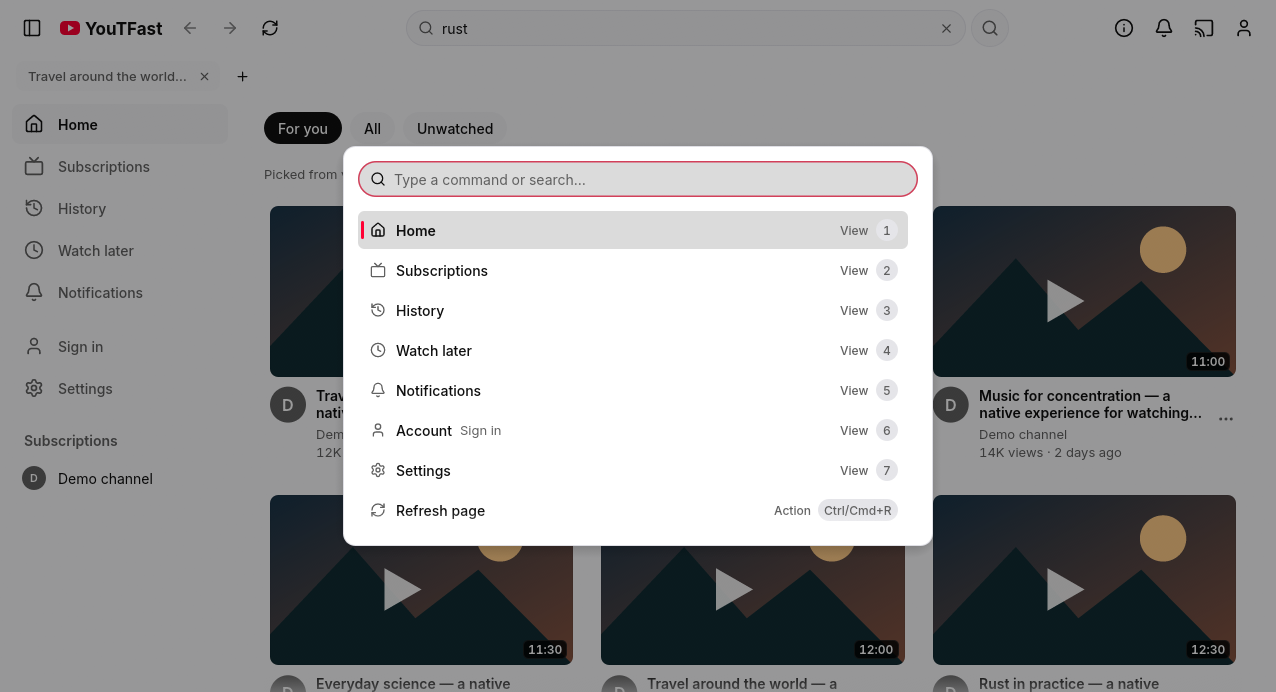 YouTFast
rust
Travel around the world...
Home
Subscriptions
History
Watch later
Notifications
Sign in
Settings
Subscriptions
D
Demo channel
For you
All
Unwatched
Picked from
Type a command or search...
Home View 1
Subscriptions View 2
History View 3
Watch later View 4
Notifications View 5
Account Sign in View 6
Settings View 7
Refresh page Action Ctrl/Cmd+R
11:00
D
D
Music for concentration — a
native experience for watching...
Demo channel
14K views · 2 days ago
11:30
12:00
12:30
Everyday science — a native
Travel around the world — a
Rust in practice — a native